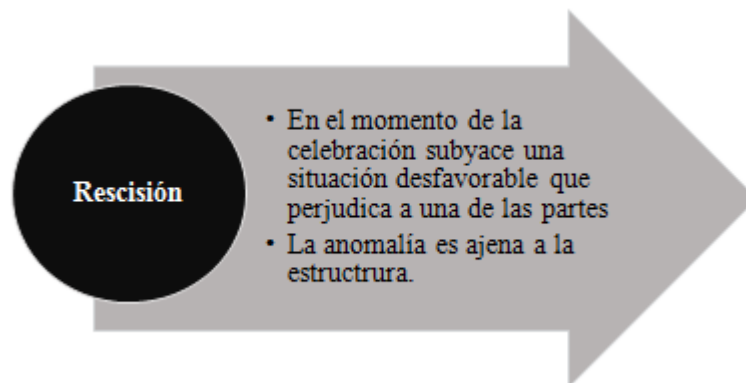 Rescisión
• En el momento de la
celebración subyace una
situación desfavorable que
perjudica a una de las partes
• La anomalía es ajena a la
estructrura.